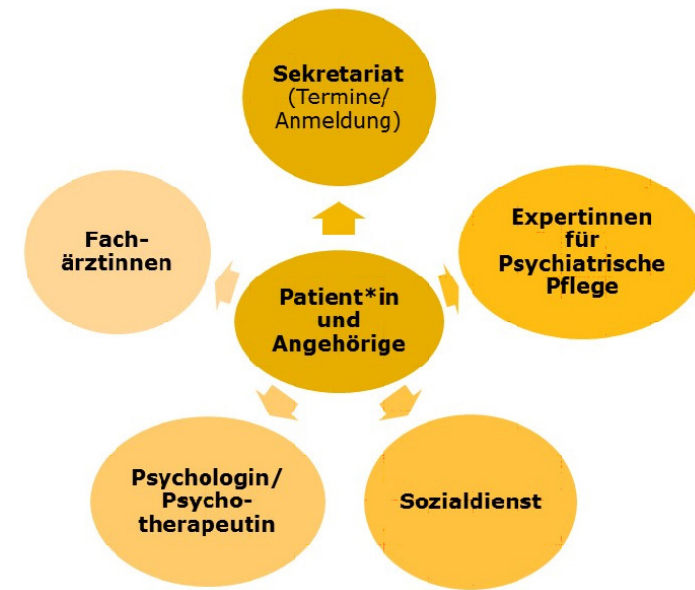 Sekretariat
(Termine/
Anmeldung)
Fach-
ärztinnen
Expertinnen
für
Psychiatrische
Pflege
Patient*in
und
Angehörige
Psychologin/
Psycho-
therapeutin
Sozialdienst